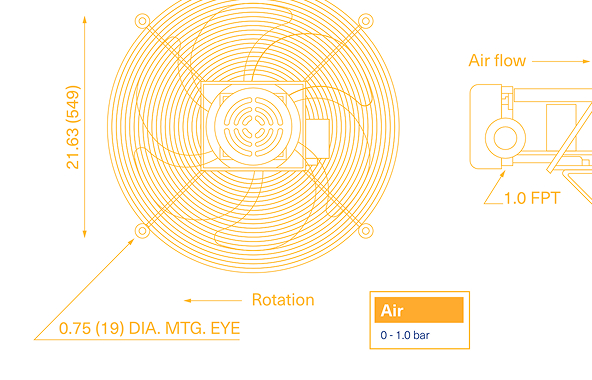 Air flow
21.63 (549)
1.0 FPT
Rotation
0.75 (19) DIA. MTG. EYE
Air
0 - 1.0 bar